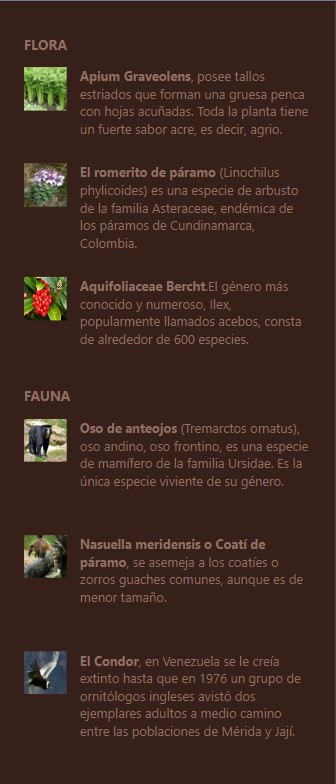 FLORA
Apium Graveolens, posee tallos
estriados que forman una gruesa penca
con hojas acuñadas. Toda la planta tiene
un fuerte sabor acre, es decir, agrio.
El romerito de páramo (Linochilus
phylicoides) es una especie de arbusto
de la familia Asteraceae, endémica de
los páramos de Cundinamarca,
Colombia.
Aquifoliaceae Bercht.El género más
conocido y numeroso, Ilex,
popularmente llamados acebos, consta
de alrededor de 600 especies.
FAUNA
Oso de anteojos (Tremarctos ornatus),
oso andino, oso frontino, es una especie
de mamífero de la familia Ursidae. Es la
única especie viviente de su género.
Nasuella meridensis o Coatí de
páramo, se asemeja a los coatíes o
zorros guaches comunes, aunque es de
menor tamaño.
El Condor, en Venezuela se le creía
extinto hasta que en 1976 un grupo de
ornitólogos ingleses avistó dos
ejemplares adultos a medio camino
entre las poblaciones de Mérida y Jají.